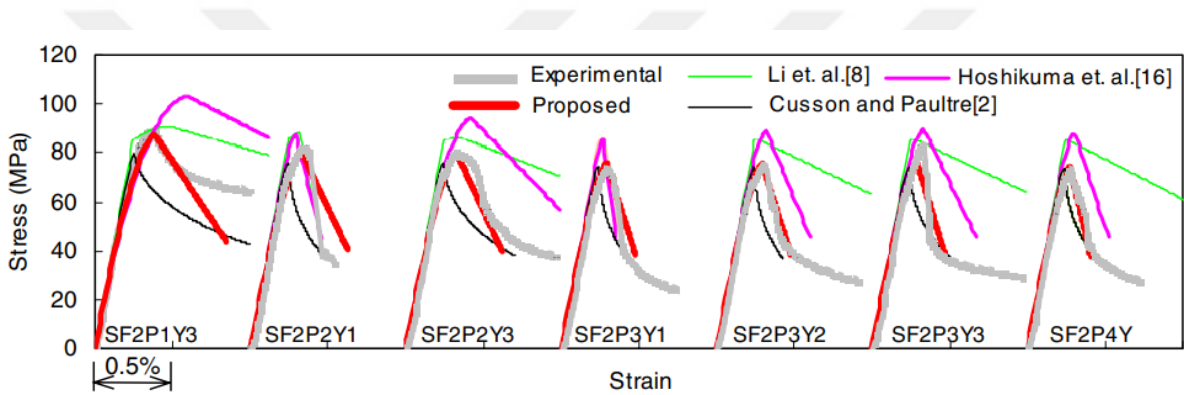 120
100
80
60
40
20
0
Stress (MPa)
Experimental
Li et. al.[8]
Hoshikuma et. al.[16]
Proposed
Cusson and Paultre[2]
SF2P1Y3
SF2P2Y1
SF2P2Y3
SF2P3Y1
SF2P3Y2
SF2P3Y3
SF2P4Y
0.5%
Strain